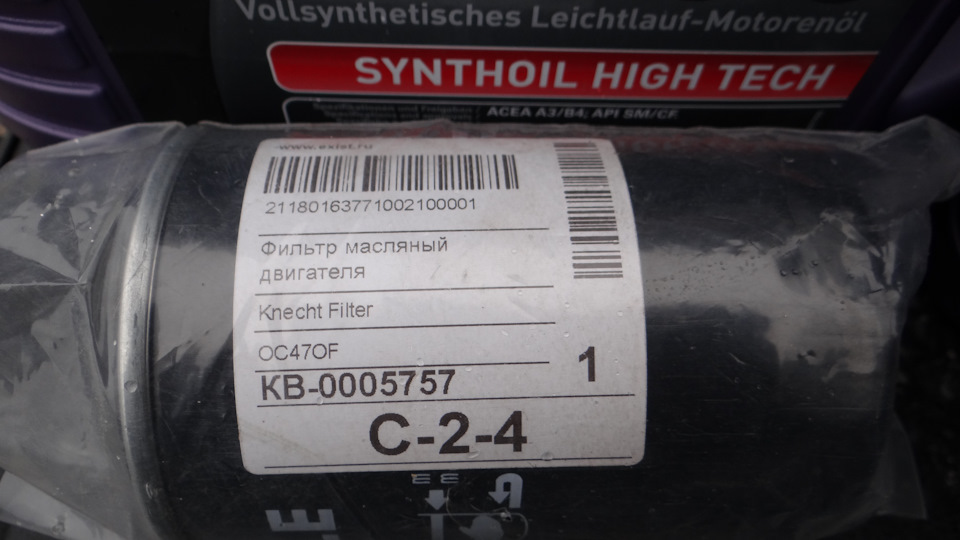 Vollsynthetisches Leichtlauf-Motorenöl
SYNTHOIL HIGH TECH
ACEA A3/B4; API SM/CF.
www.exist.ru
21180163771002100001
Фильтр масляный
двигателя
Knecht Filter
OC47OF
1
КВ-0005757
С-2-4